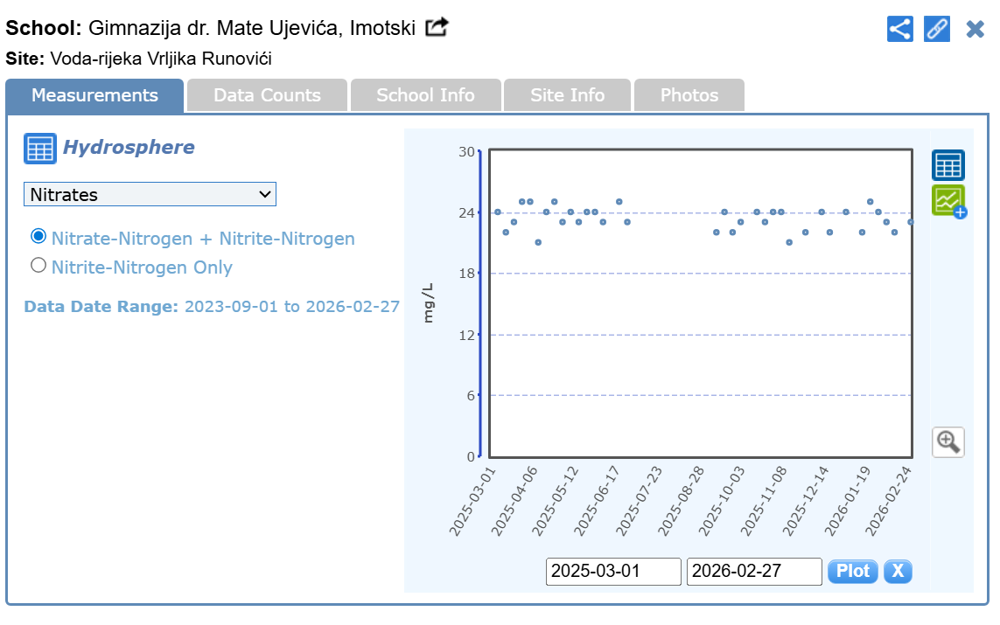 School: Gimnazija dr. Mate Ujevića, Imotski
Site: Voda-rijeka Vrljika Runovići
Measurements
Data Counts
School Info
Site Info
Photos
Hydrosphere
Nitrates
Nitrate-Nitrogen + Nitrite-Nitrogen
Nitrite-Nitrogen Only
Data Date Range: 2023-09-01 to 2026-02-27
mg/L
30
24
18
12
6
0
2025-03-01
2025-04-06
2025-05-12
2025-06-17
2025-07-23
2025-08-28
2025-10-03
2025-11-08
2025-12-14
2026-01-19
2026-02-24
2025-03-01
2026-02-27
Plot
X